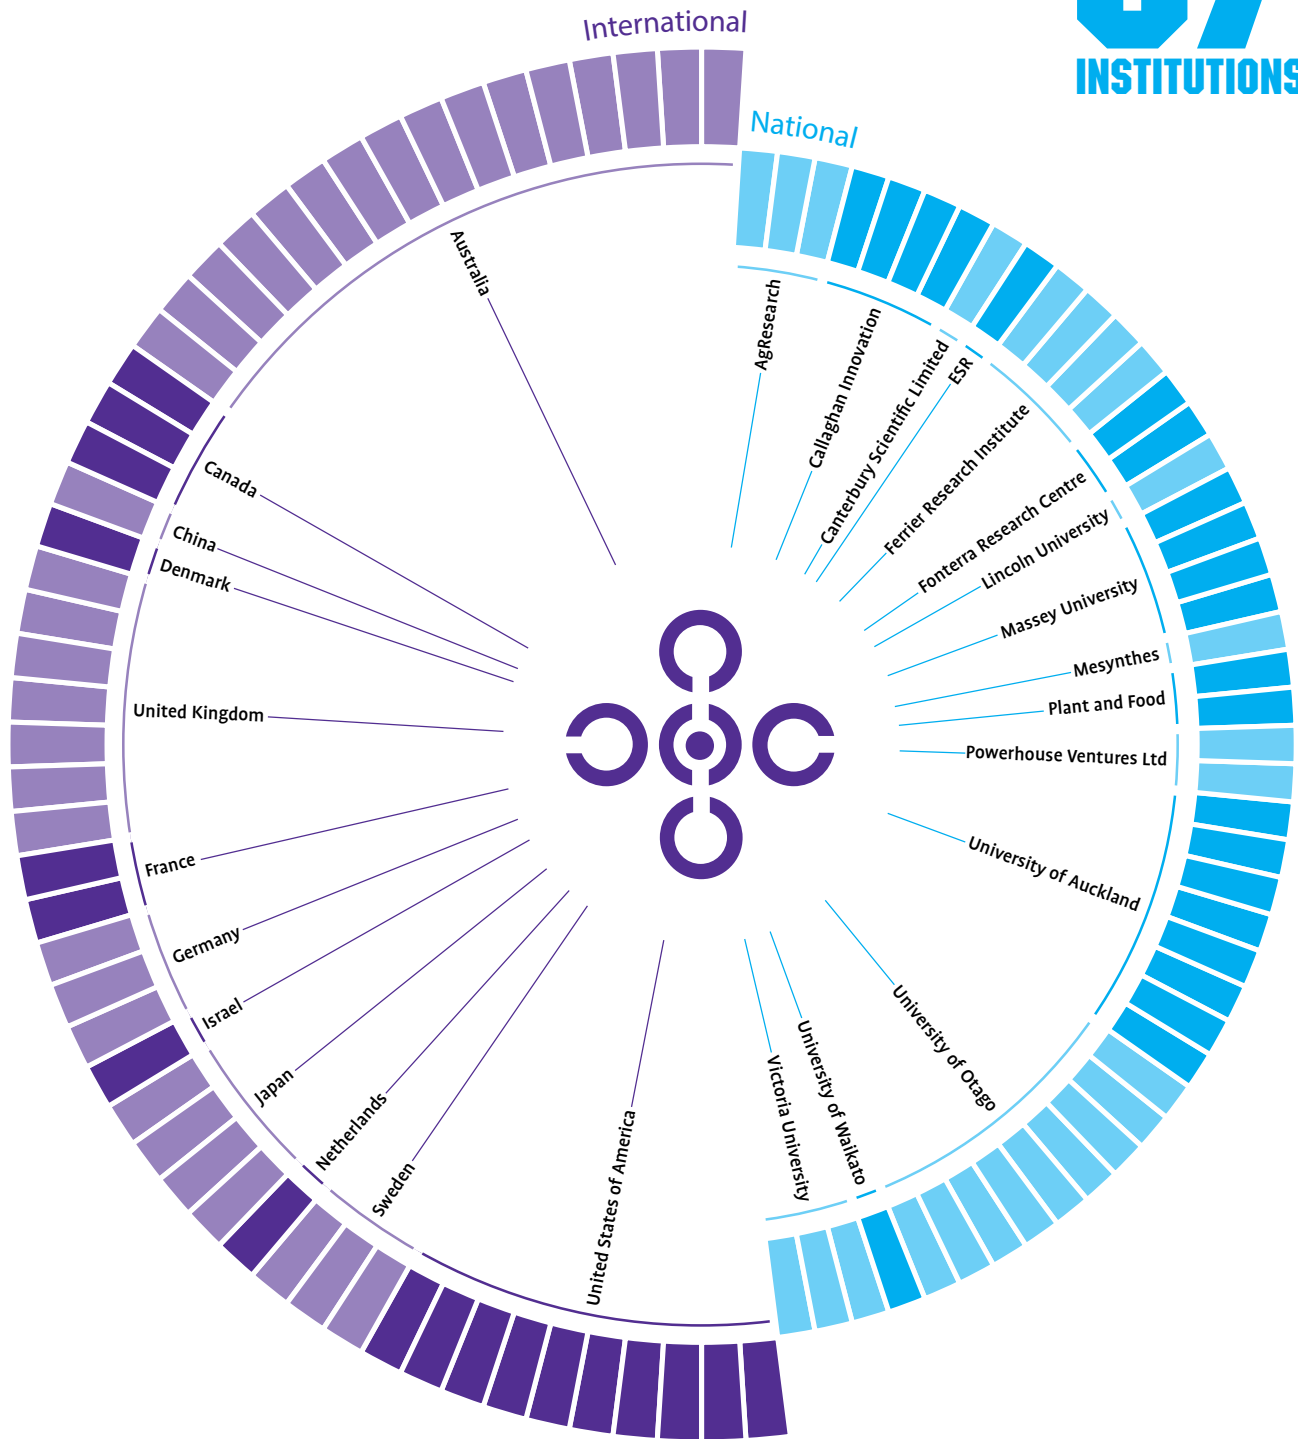 International
National
INSTITUTIONS
Australia
Canada
China
Denmark
United Kingdom
France
Germany
Israel
Japan
Netherlands
Sweden
United States of America
AgResearch
Callaghan Innovation
Canterbury Scientific Limited
ESR
Ferrier Research Institute
Fonterra Research Centre
Lincoln University
Massey University
Mesynthes
Plant and Food
Powerhouse Ventures Ltd
University of Auckland
University of Otago
University of Waikato
Victoria University